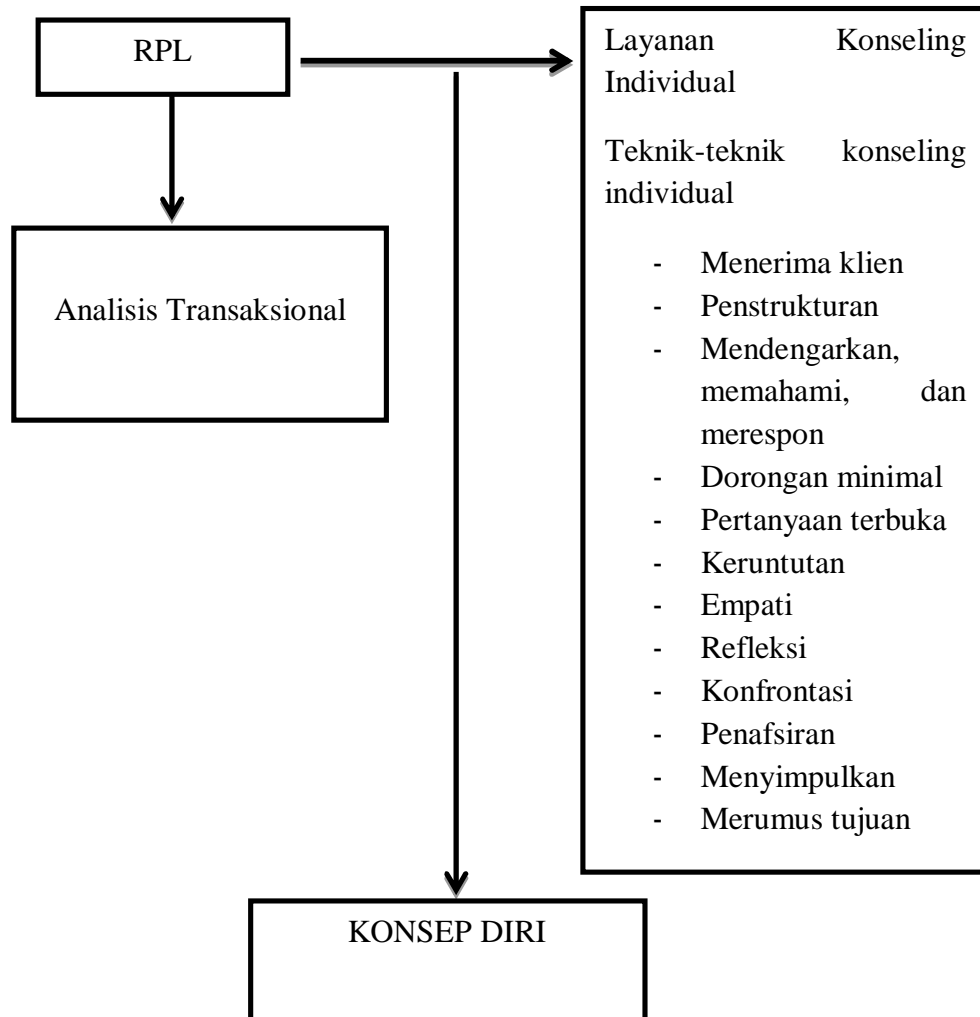 RPL
Layanan Konseling
Individual
Teknik-teknik konseling
individual
- Menerima klien
- Penstrukturan
- Mendengarkan,
memahami, dan
merespon
- Dorongan minimal
- Pertanyaan terbuka
- Keruntutan
- Empati
- Refleksi
- Konfrontasi
- Penafsiran
- Menyimpulkan
- Merumus tujuan
Analisis Transaksional
KONSEP DIRI